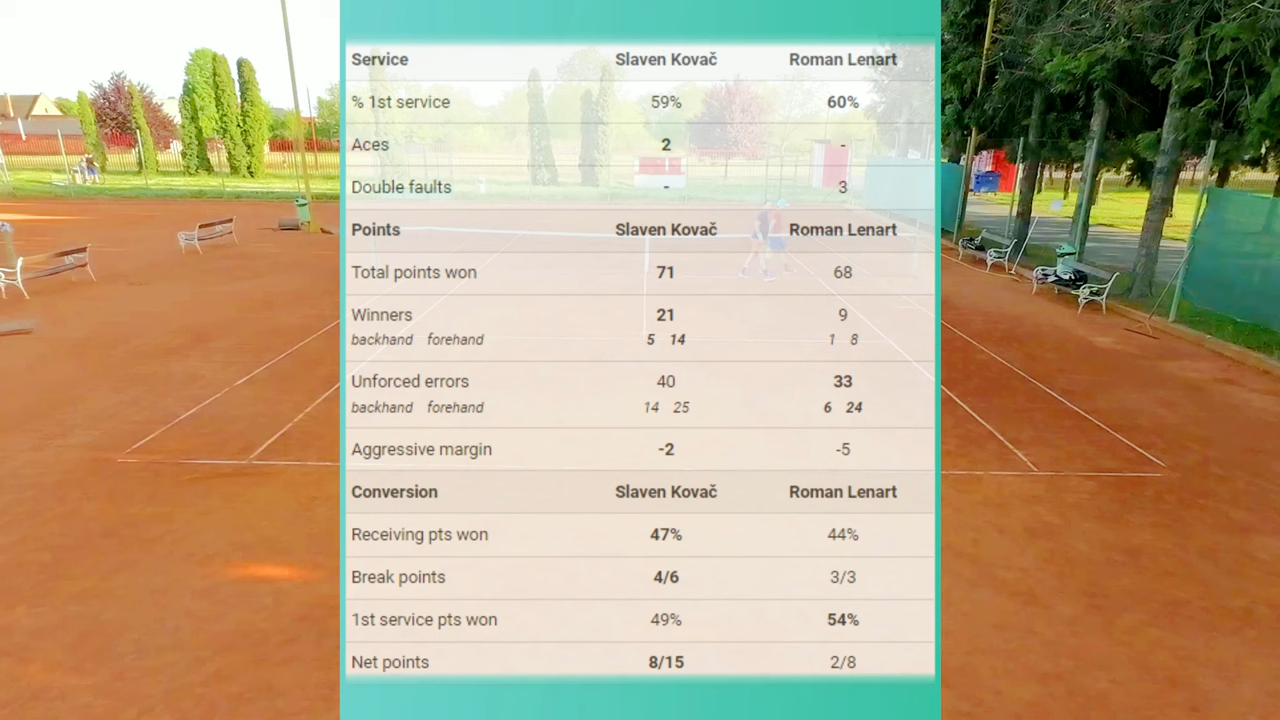 Service Slaven Kovač Roman Lenart
% 1st service 59% 60%
Aces 2 -
Double faults - 3
Points Slaven Kovač Roman Lenart
Total points won 71 68
Winners 21 9
backhand forehand 5 14 1 8
Unforced errors 40 33
backhand forehand 14 25 6 24
Aggressive margin -2 -5
Conversion Slaven Kovač Roman Lenart
Receiving pts won 47% 44%
Break points 4/6 3/3
1st service pts won 49% 54%
Net points 8/15 2/8